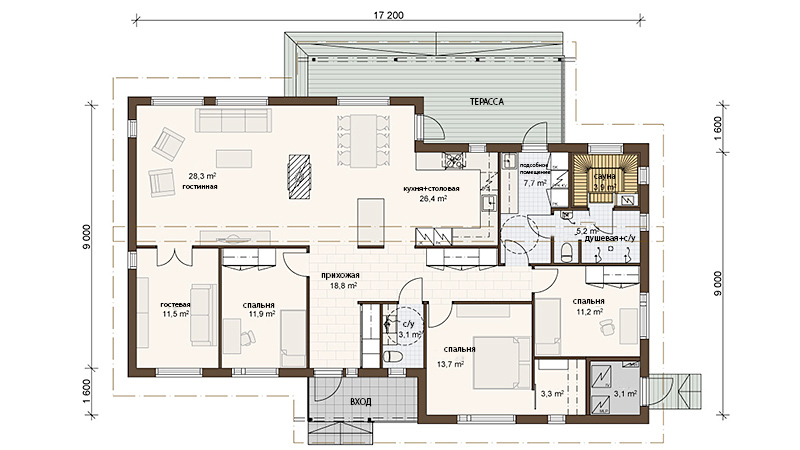 17 200
ТЕРАССА
1 600
9 000
28,3 m²
гостинная
кухня+столовая
26,4 m²
подсобное
помещение
7,7 m²
сауна
3,9 m²
5,2 m²
душевая+с/у
прихожая
18,8 m²
гостевая
11,5 m²
спальня
11,9 m²
с/у
3,1 m²
спальня
11,2 m²
9 000
спальня
13,7 m²
3,3 m²
3,1 m²
1 600
ВХОД